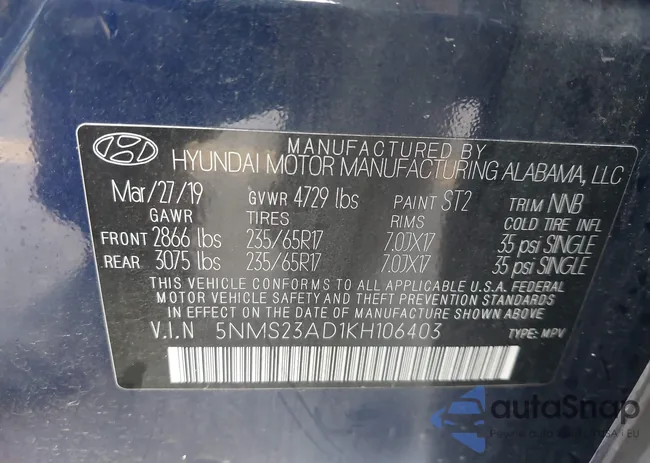 MANUFACTURED BY
HYUNDAI MOTOR MANUFACTURING ALABAMA, LLC
Mar/27/19 GVWR 4729 lbs PAINT ST2 TRIM NNB
GAWR TIRES RIMS COLD TIRE INFL
FRONT 2866 lbs 235/65R17 7.0JX17 35 psi SINGLE
REAR 3075 lbs 235/65R17 7.0JX17 35 psi SINGLE
THIS VEHICLE CONFORMS TO ALL APPLICABLE U.S.A. FEDERAL
MOTOR VEHICLE SAFETY AND THEFT PREVENTION STANDARDS
IN EFFECT ON THE DATE OF MANUFACTURE SHOWN ABOVE
V.I.N 5NMS23AD1KH106403 TYPE: MPV
autoSnap